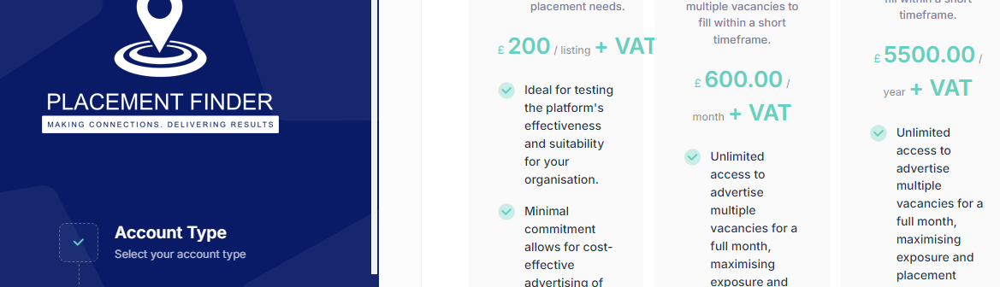 PLACEMENT FINDER
MAKING CONNECTIONS. DELIVERING RESULTS
Account Type
Select your account type
placement needs.
£ 200 / listing + VAT
Ideal for testing
the platform's
effectiveness
and suitability
for your
organisation.
Minimal
commitment
allows for cost-
effective
advertising of
multiple vacancies to
fill within a short
timeframe.
£ 600.00 /
month + VAT
Unlimited
access to
advertise
multiple
vacancies for a
full month,
maximising
exposure and
fill within a short
timeframe.
£ 5500.00 /
year + VAT
Unlimited
access to
advertise
multiple
vacancies for a
full month,
maximising
exposure and
placement